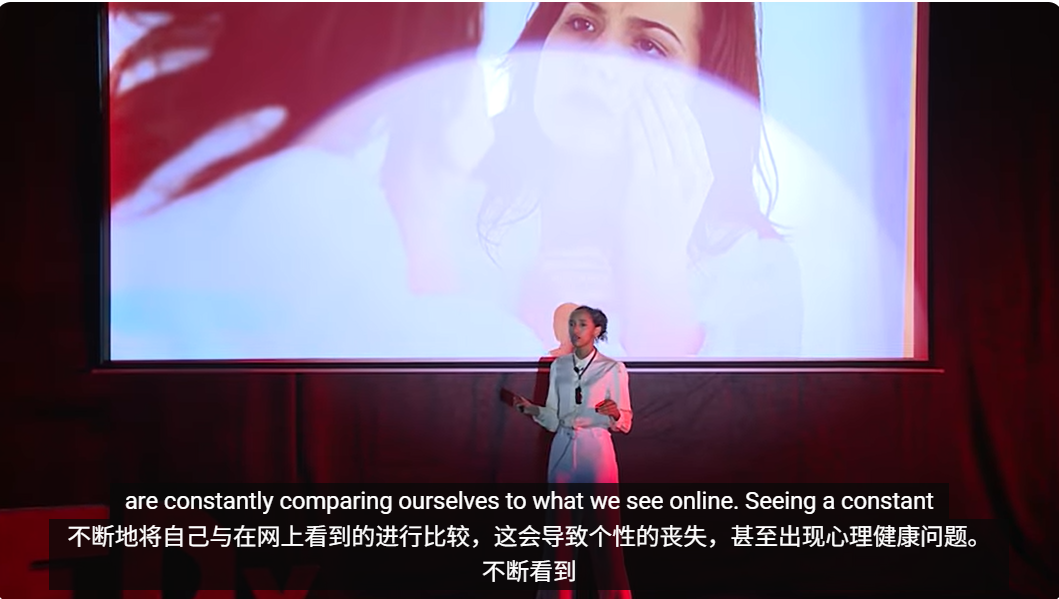 are constantly comparing ourselves to what we see online. Seeing a constant
不断地将自己与在网上看到的进行比较，这会导致个性的丧失，甚至出现心理健康问题。
不断看到